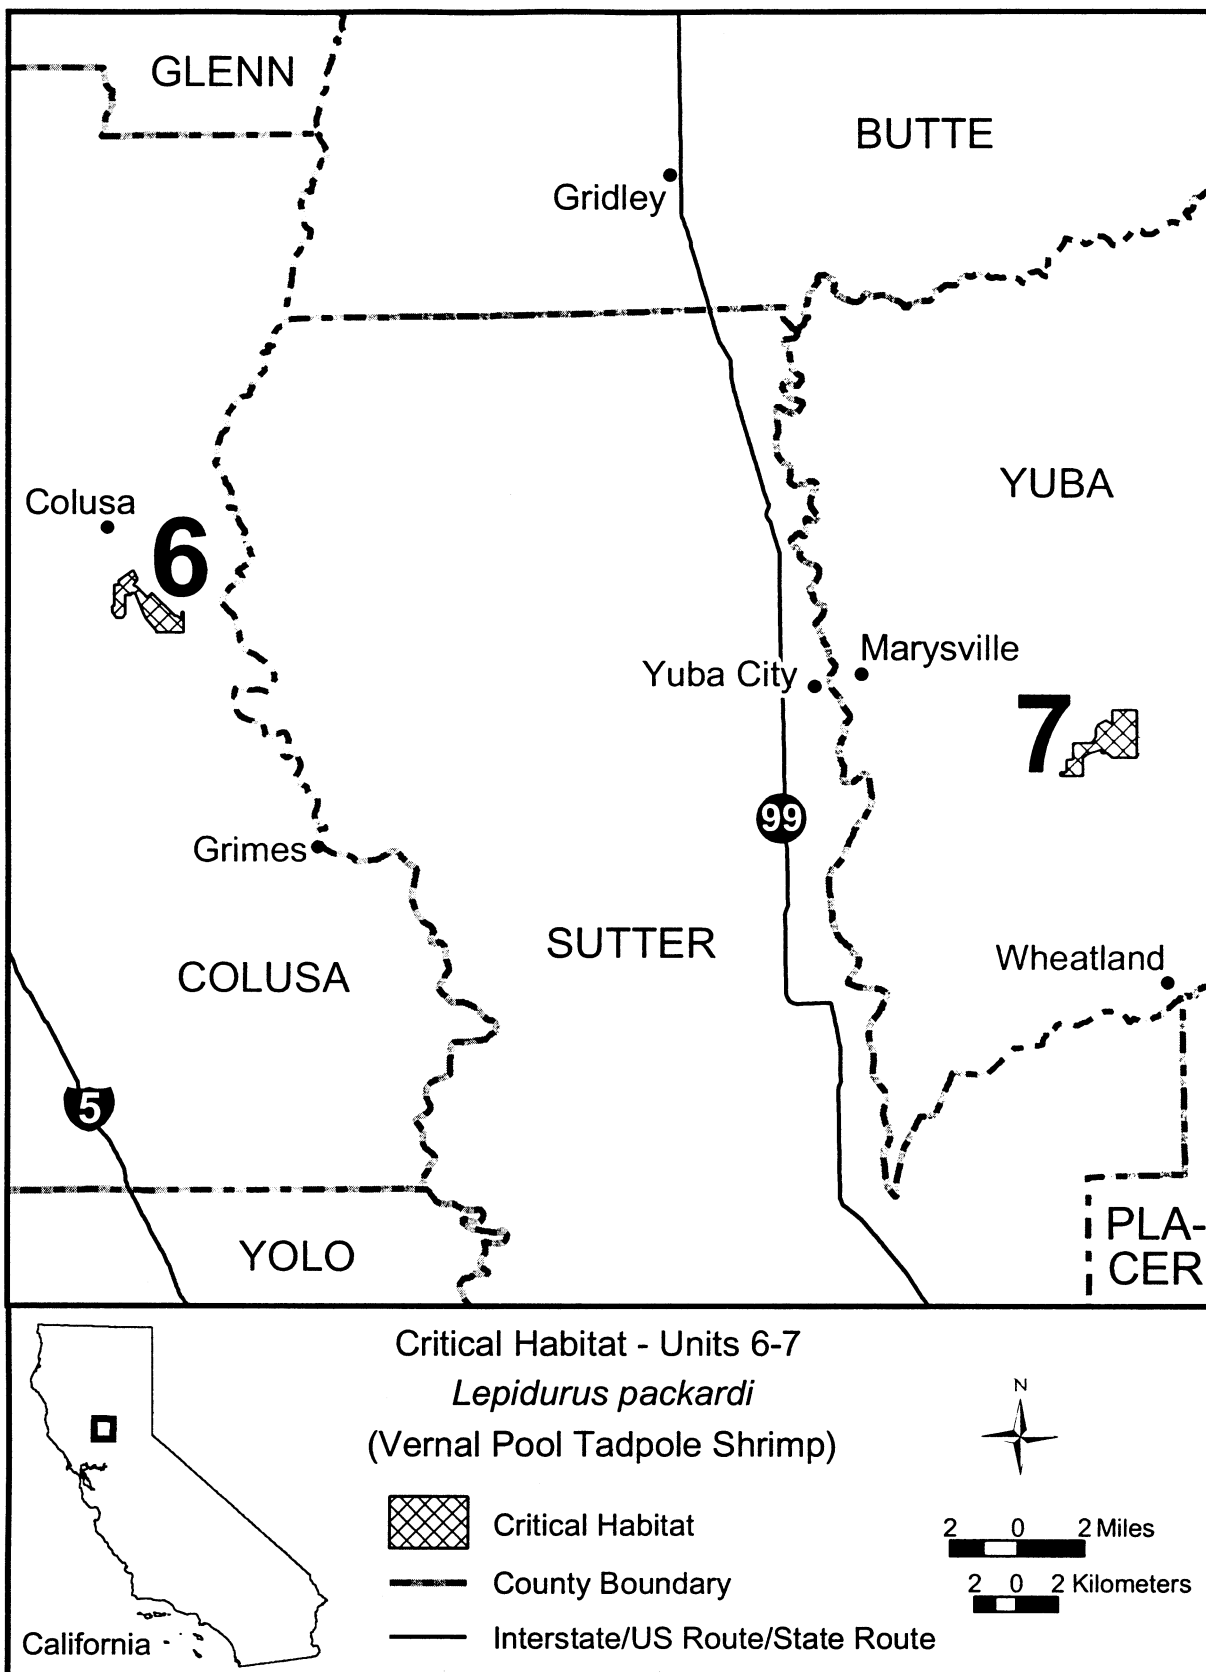 GLENN
BUTTE
Gridley
YUBA
Colusa
6
Marysville
Yuba City
7
99
Grimes
SUTTER
Wheatland
COLUSA
5
PLA-
CER
YOLO
Critical Habitat - Units 6-7
Lepidurus packardi
(Vernal Pool Tadpole Shrimp)
N
Critical Habitat
2 0 2 Miles
County Boundary
2 0 2 Kilometers
Interstate/US Route/State Route
California